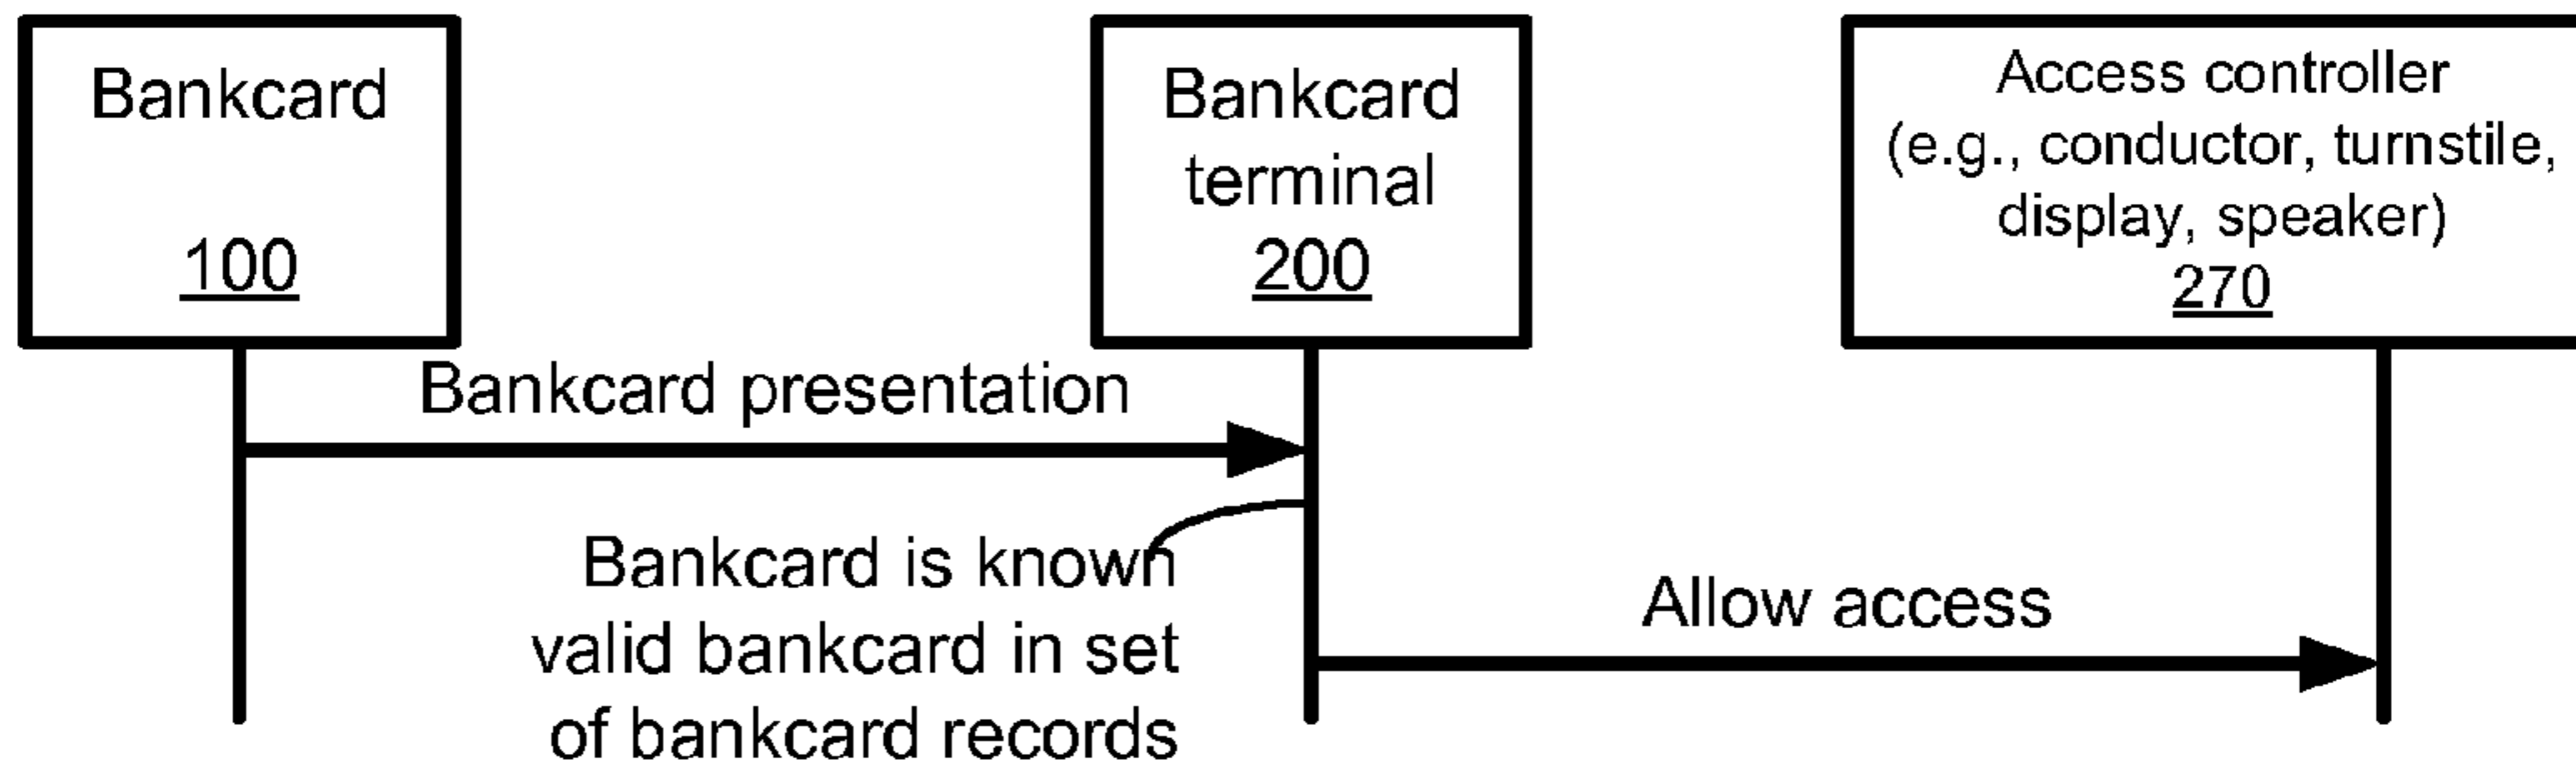 Bankcard
100
Bankcard
terminal
200
Access controller
(e.g., conductor, turnstile,
display, speaker)
270
Bankcard presentation
Bankcard is known
valid bankcard in set
of bankcard records
Allow access